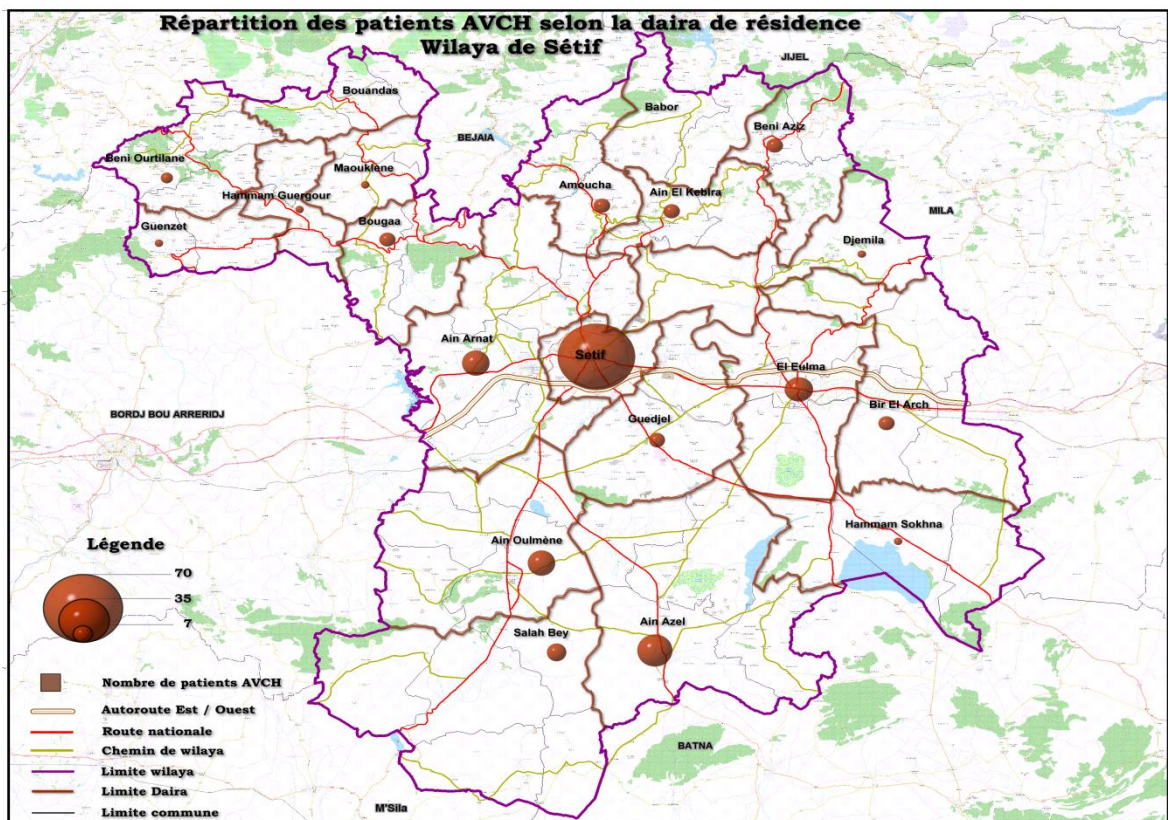 Répartition des patients AVCH selon la daira de résidence
Wilaya de Sétif
JIJEL
Bouandas
Babor
Beni Aziz
BEJAIA
Beni Ourtilane
Maouklène
Hammam Guergour
Amoucha
Ain El Kebira
MILA
Guenzet
Bougaa
Djemila
Ain Arnat
Sétif
El Eulma
BORDJ BOU ARRERIDJ
Guedjel
Bir El Arch
Hammam Sokhna
Ain Oulmène
Salah Bey
Ain Azel
BATNA
M'Sila
Légende
70
35
7
Nombre de patients AVCH
Autoroute Est / Ouest
Route nationale
Chemin de wilaya
Limite wilaya
Limite Daira
Limite commune